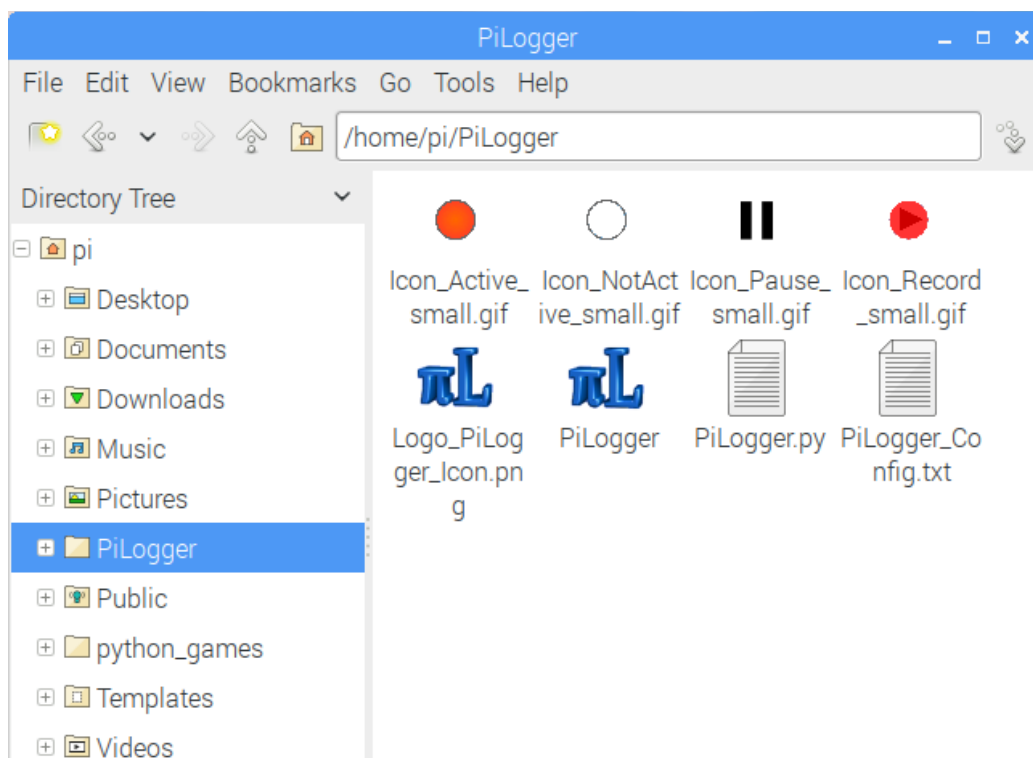 PiLogger
File Edit View Bookmarks Go Tools Help
/home/pi/PiLogger
Directory Tree
pi
Desktop
Documents
Downloads
Music
Pictures
PiLogger
Public
python_games
Templates
Videos
Icon_Active_ Icon_NotAct Icon_Pause_ Icon_Record
small.gif ive_small.gif small.gif _small.gif
πL πL
Logo_PiLog PiLogger PiLogger.py PiLogger_Co
ger_Icon.pn nfig.txt
g